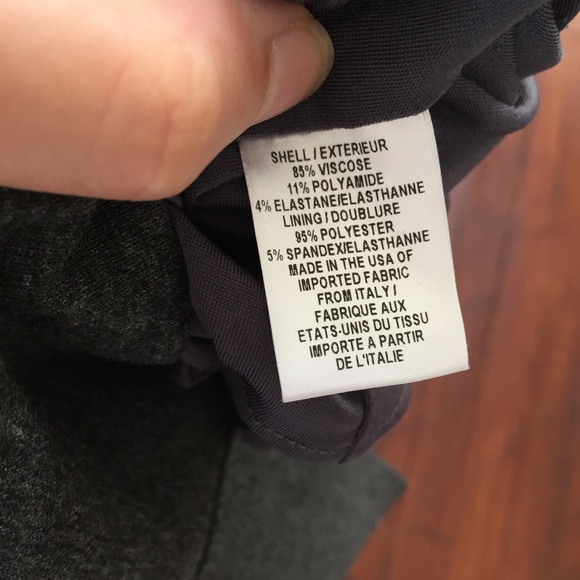 SHELL / EXTERIEUR
85% VISCOSE
11% POLYAMIDE
4% ELASTANE/ELASTHANNE
LINING / DOUBLURE
95% POLYESTER
5% SPANDEX/ELASTHANNE
MADE IN THE USA OF
IMPORTED FABRIC
FROM ITALY /
FABRIQUE AUX
ETATS-UNIS DU TISSU
IMPORTE A PARTIR
DE L'ITALIE